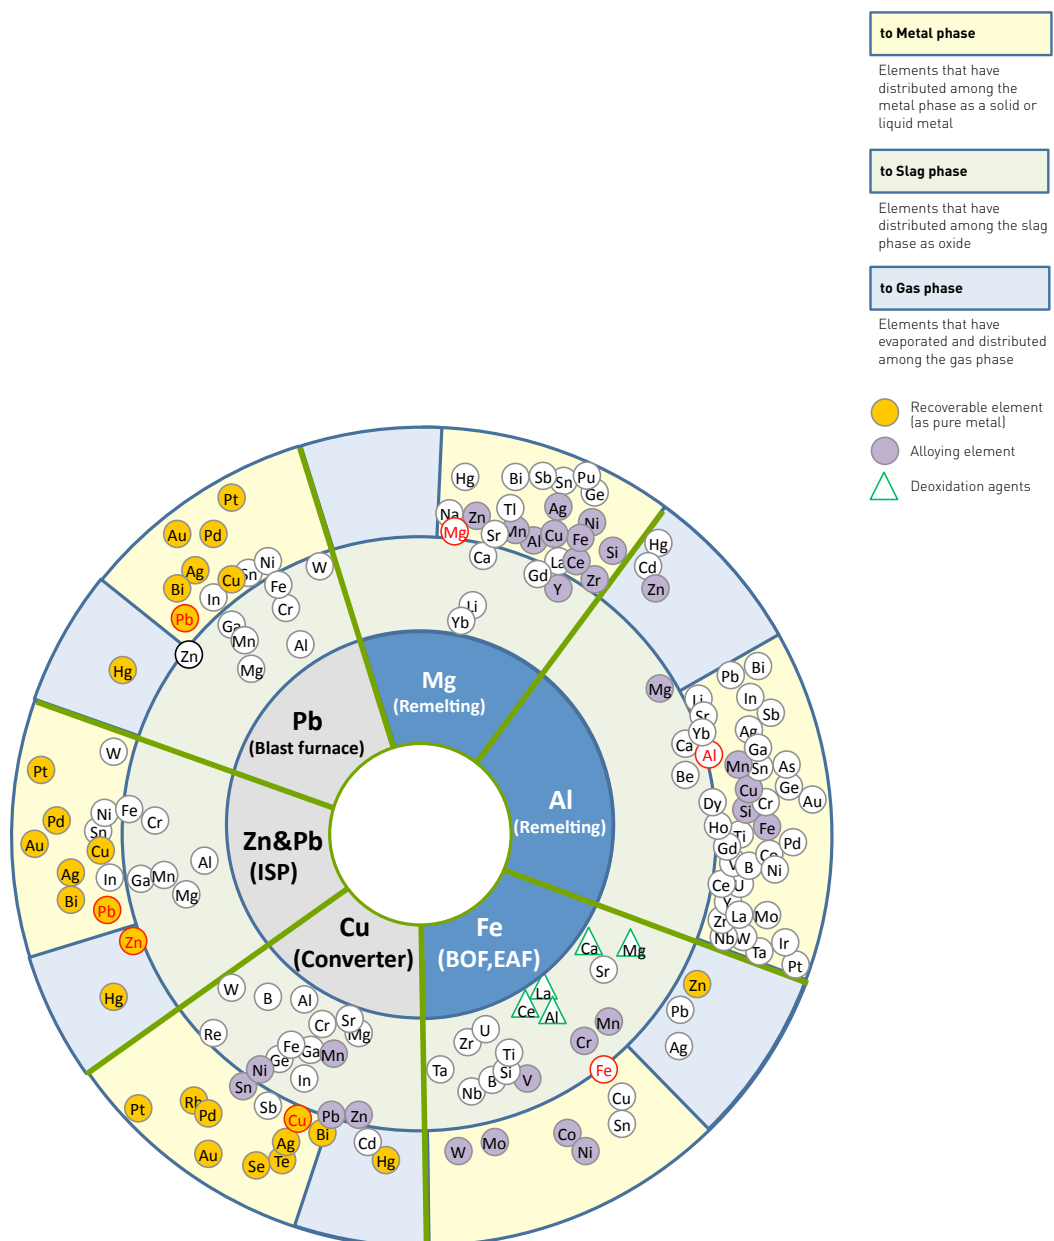 to Metal phase
Elements that have
distributed among the
metal phase as a solid or
liquid metal
to Slag phase
Elements that have
distributed among the slag
phase as oxide
to Gas phase
Elements that have
evaporated and distributed
among the gas phase
Recoverable element
(as pure metal)
Alloying element
Deoxidation agents
Mg
(Remelting)
Hg
Bi
Sb
Sn
Pu
Ge
Na
Zn
Tl
Ag
Mg
Sr
Mn
Al
Cu
Fe
Ni
Si
Ca
La
Ce
Gd
Y
Zr
Li
Yb
Al
(Remelting)
Hg
Cd
Zn
Mg
Pb
Bi
Li
In
Sr
Sb
Yb
Ag
Ca
Al
Ga
Mn
Sn
As
Be
Cu
Ge
Dy
Si
Cr
Au
Ho
Ti
Fe
Gd
Pd
V
B
Ni
Ce
U
Y
Zr
La
Mo
Nb
W
Ta
Ir
Pt
Fe
(BOF,EAF)
Ca
Mg
Sr
Zn
La
Pb
Ce
Al
Mn
U
Zr
Cr
Ag
Ti
Ta
Si
V
Fe
B
Nb
Cu
Sn
W
Mo
Co
Ni
Cu
(Converter)
W
B
Al
Re
Cr
Sr
Mg
Fe
Ge
Ga
Mn
Ni
Sn
In
Sb
Cu
Pb
Zn
Pt
Rh
Pd
Bi
Ag
Cd
Au
Se
Te
Hg
Zn&Pb
(ISP)
W
Pt
Ni
Fe
Cr
Pd
Sn
Au
Cu
Al
Ag
In
Ga
Mn
Bi
Pb
Mg
Zn
Hg
Pb
(Blast furnace)
Pt
Au
Pd
Ag
Cu
Sn
Ni
W
Bi
In
Fe
Pb
Cr
Ga
Mn
Al
Zn
Mg
Hg